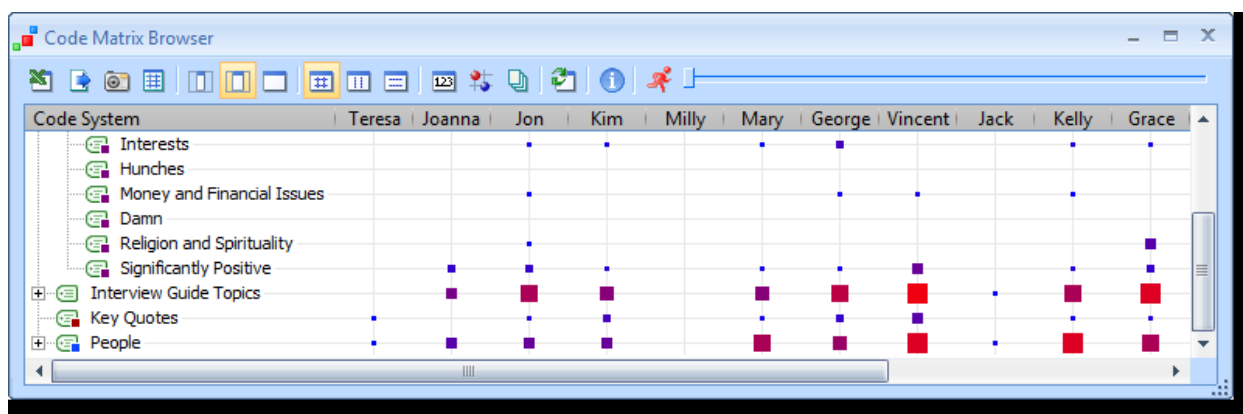 Code Matrix Browser
123
Code System Teresa Joanna Jon Kim Milly Mary George Vincent Jack Kelly Grace
Interests
Hunches
Money and Financial Issues
Damn
Religion and Spirituality
Significantly Positive
Interview Guide Topics
Key Quotes
People